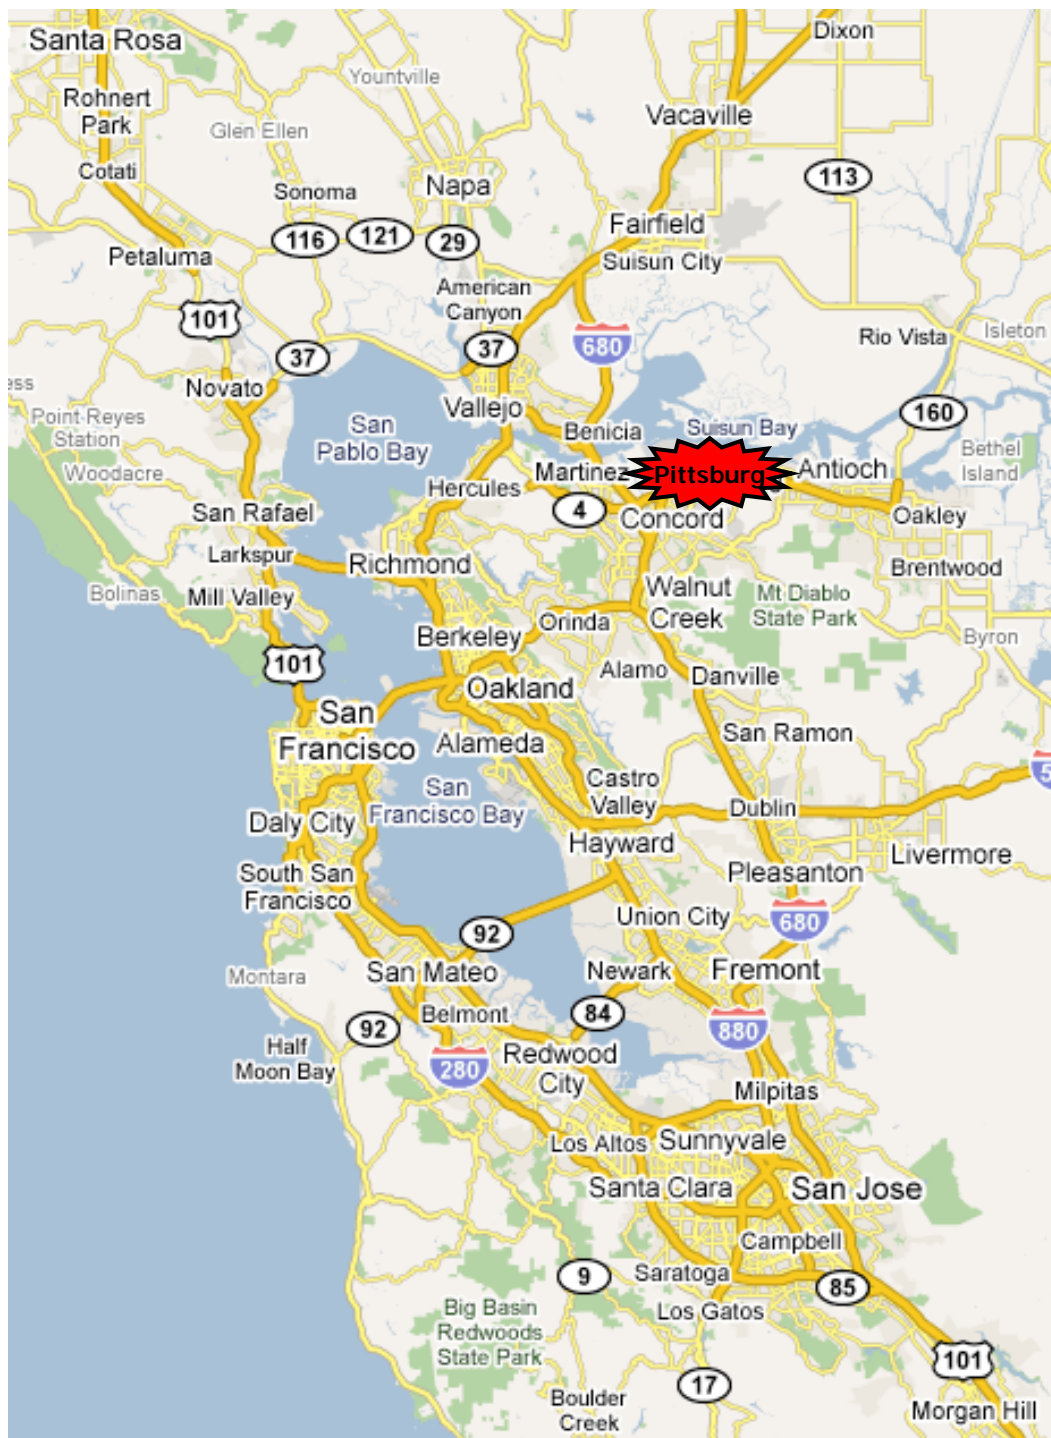 Dixon
Santa Rosa
Yountville
Rohnert
Park
Vacaville
Glen Ellen
Cotati
113
Sonoma
Napa
Fairfield
116
121
29
Petaluma
Suisun City
American
Canyon
101
37
37
680
Rio Vista
Isleton
Novato
Vallejo
160
Point Reyes
Station
San
Pablo Bay
Benicia
Suisun Bay
Bethel
Island
Woodacre
Martinez
Pittsburg
Antioch
Hercules
San Rafael
4
Concord
Oakley
Larkspur
Richmond
Brentwood
Bolinas
Mill Valley
Walnut
Creek
Mt Diablo
State Park
Orinda
Berkeley
Byron
101
Alamo
Danville
Oakland
San
Francisco
Alameda
San Ramon
San
Francisco Bay
Castro
Valley
Dublin
Daly City
Hayward
Livermore
South San
Francisco
Pleasanton
Union City
680
92
Montara
San Mateo
Newark
Fremont
92
Belmont
84
880
Half
Moon Bay
280
Redwood
City
Milpitas
Los Altos
Sunnyvale
Santa Clara
San Jose
Campbell
9
Saratoga
85
Big Basin
Redwoods
State Park
Los Gatos
101
17
Boulder
Creek
Morgan Hill